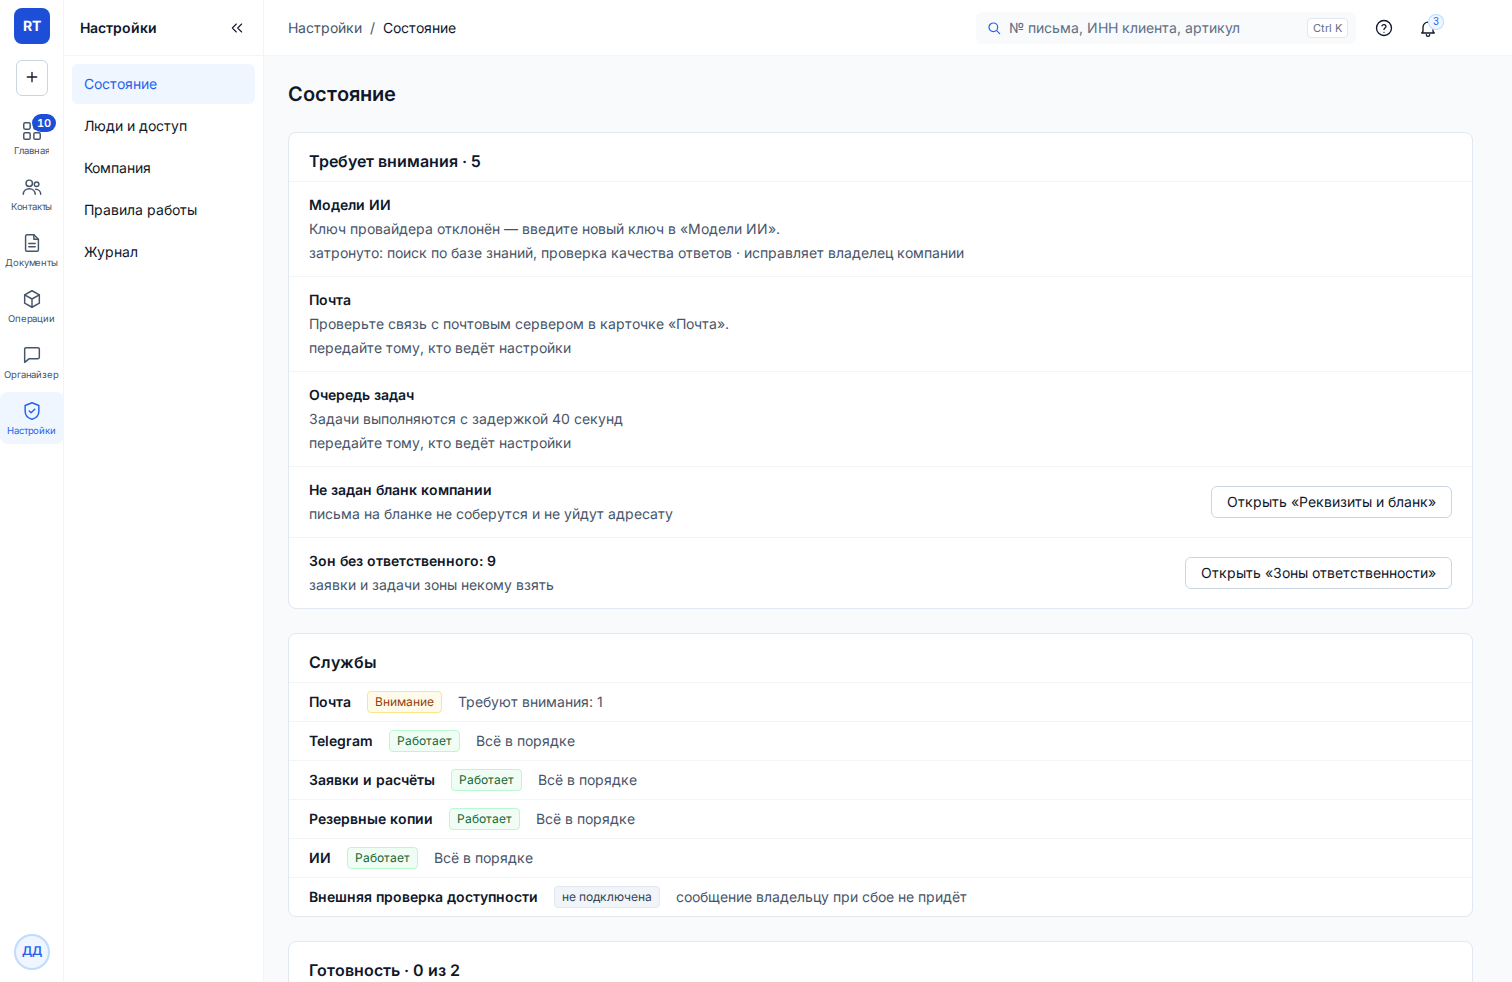 RT
Настройки
Настройки / Состояние
№ письма, ИНН клиента, артикул
Ctrl K
3
10
Главная
Контакты
Документы
Операции
Органайзер
Настройки
ДД
Состояние
Люди и доступ
Компания
Правила работы
Журнал
Состояние
Требует внимания · 5
Модели ИИ
Ключ провайдера отклонён — введите новый ключ в «Модели ИИ».
затронуто: поиск по базе знаний, проверка качества ответов · исправляет владелец компании
Почта
Проверьте связь с почтовым сервером в карточке «Почта».
передайте тому, кто ведёт настройки
Очередь задач
Задачи выполняются с задержкой 40 секунд
передайте тому, кто ведёт настройки
Не задан бланк компании
письма на бланке не соберутся и не уйдут адресату
Открыть «Реквизиты и бланк»
Зон без ответственного: 9
заявки и задачи зоны некому взять
Открыть «Зоны ответственности»
Службы
Почта Внимание Требуют внимания: 1
Telegram Работает Всё в порядке
Заявки и расчёты Работает Всё в порядке
Резервные копии Работает Всё в порядке
ИИ Работает Всё в порядке
Внешняя проверка доступности не подключена сообщение владельцу при сбое не придёт
Готовность · 0 из 2